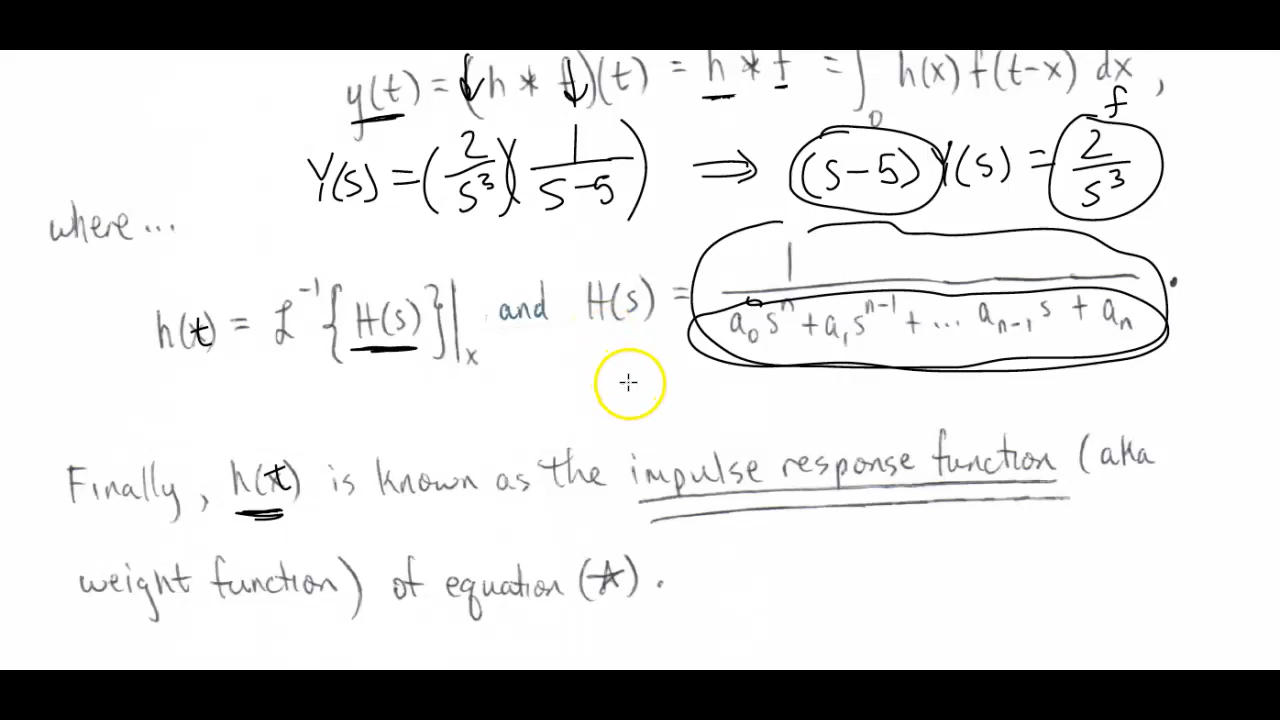 y(t) = (h * f)(t) = h * f = ∫₀ h(x) f(t-x) dx ,
f
Y(s) = (2/s³)(1/(s-5)) ⟹ (s-5) Y(s) = 2/s³
where...
h(t) = ℒ⁻¹{H(s)}|ₓ and H(s) = 1/(a₀sⁿ + a₁sⁿ⁻¹ + ... aₙ₋₁s + aₙ) .
Finally, h(t) is known as the impulse response function (aka
weight function) of equation (★).